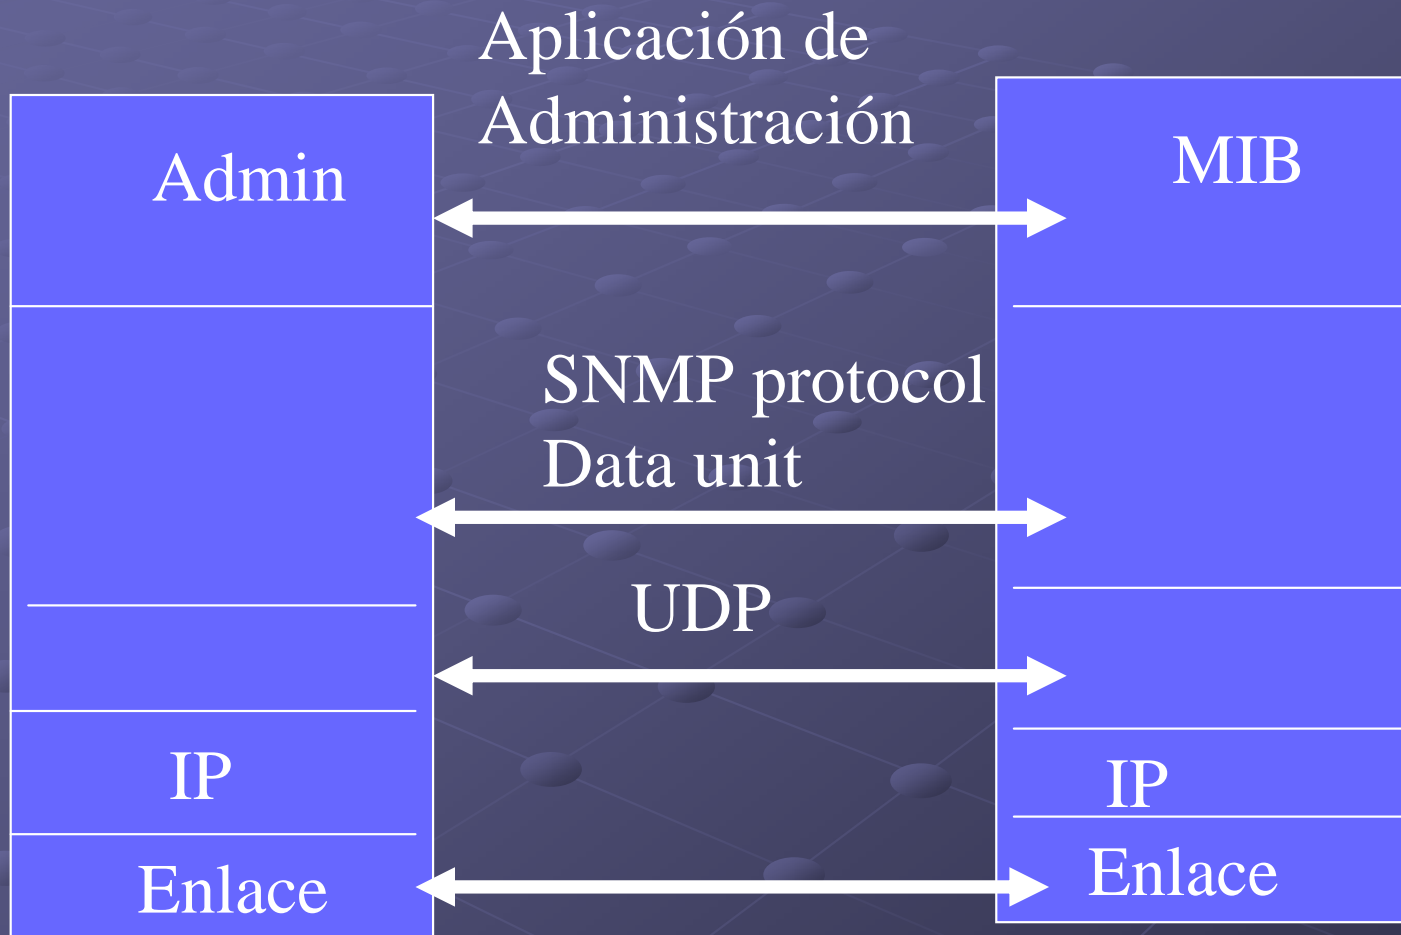 Aplicación de
Administración
Admin
MIB
SNMP protocol
Data unit
UDP
IP
IP
Enlace
Enlace